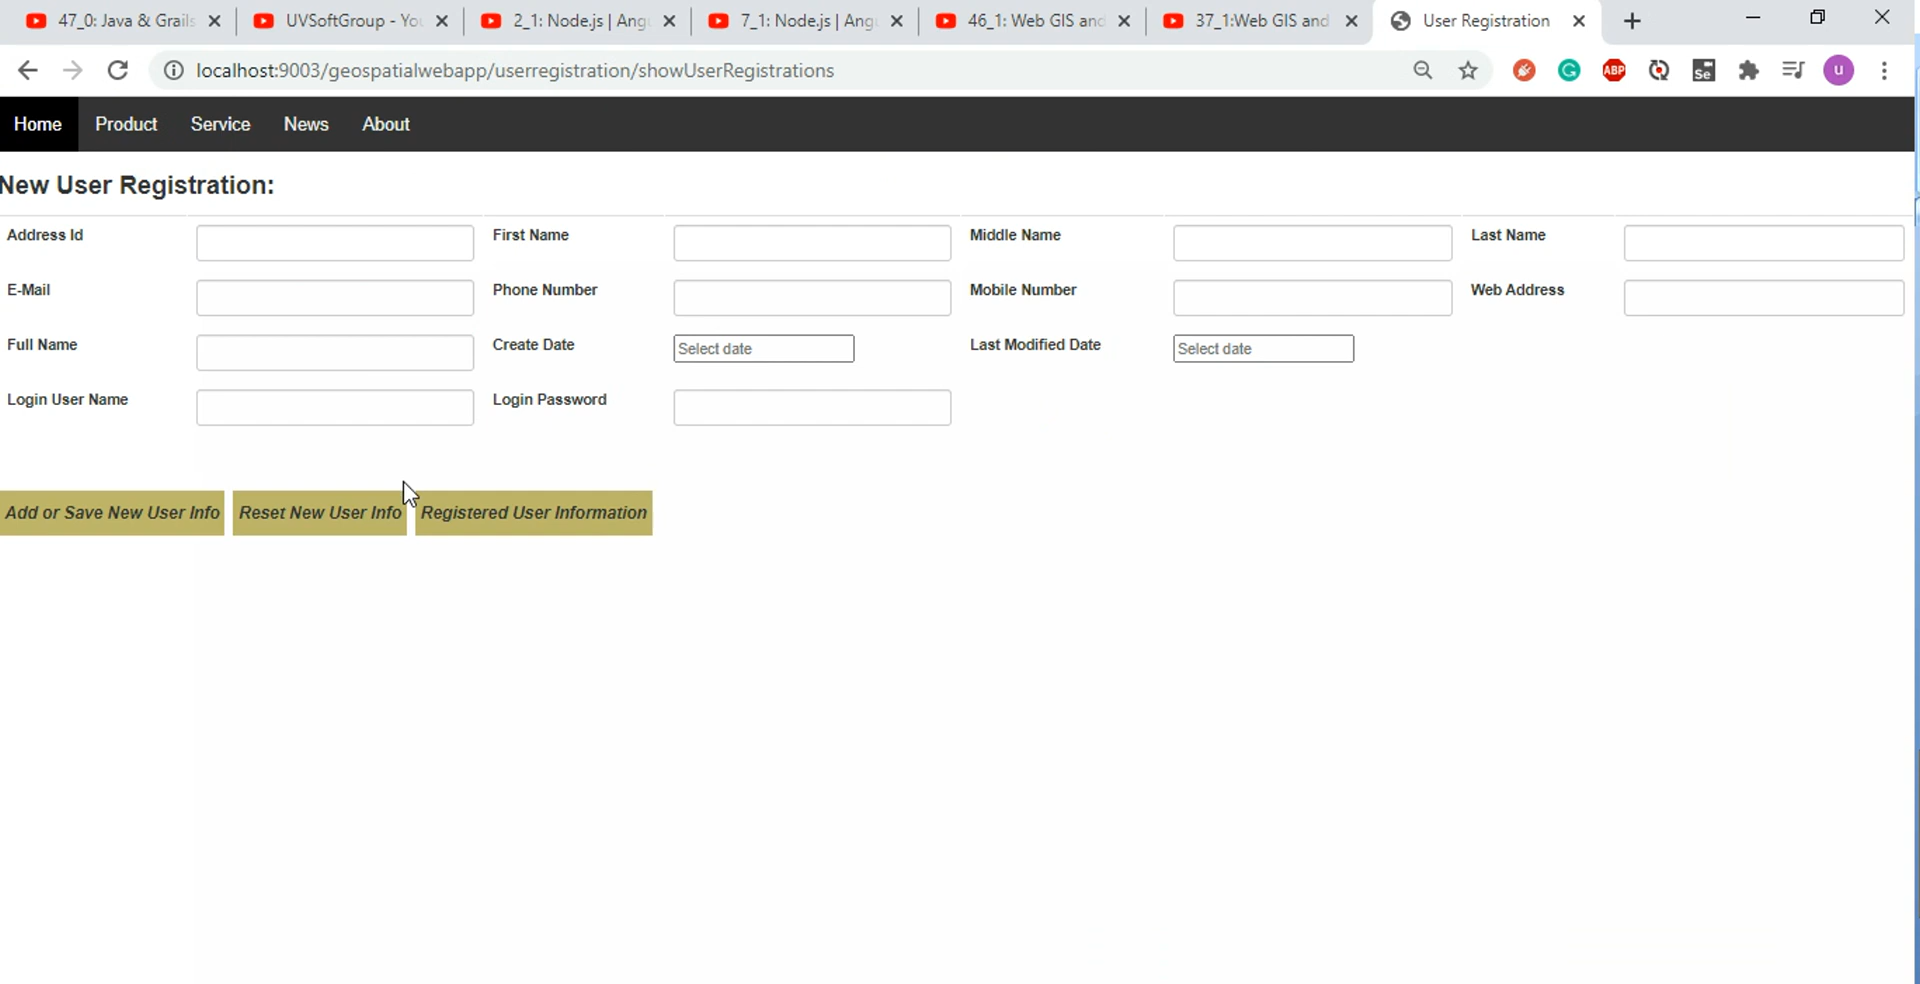 47_0: Java & Grails UVSoftGroup - You 2_1: Node.js | Ang 7_1: Node.js | Ang 46_1: Web GIS and 37_1:Web GIS and User Registration
localhost:9003/geospatialwebapp/userregistration/showUserRegistrations ABP Se u
Home Product Service News About
New User Registration:
Address Id First Name Middle Name Last Name
E-Mail Phone Number Mobile Number Web Address
Full Name Create Date Select date Last Modified Date Select date
Login User Name Login Password
Add or Save New User Info Reset New User Info Registered User Information